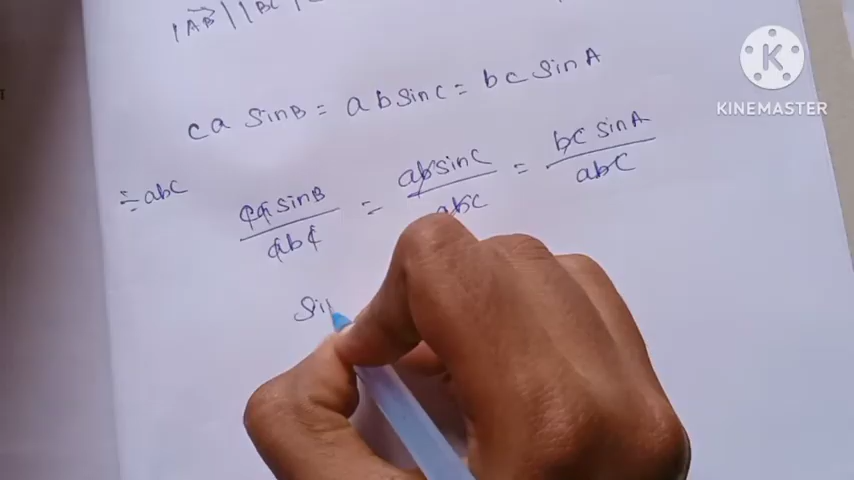 |AB| |BC|
ca sinB = ab sinC = bc sinA
÷ abc ca sinB / abc = ab sinC / abc = bc sinA / abc
sin
KINEMASTER